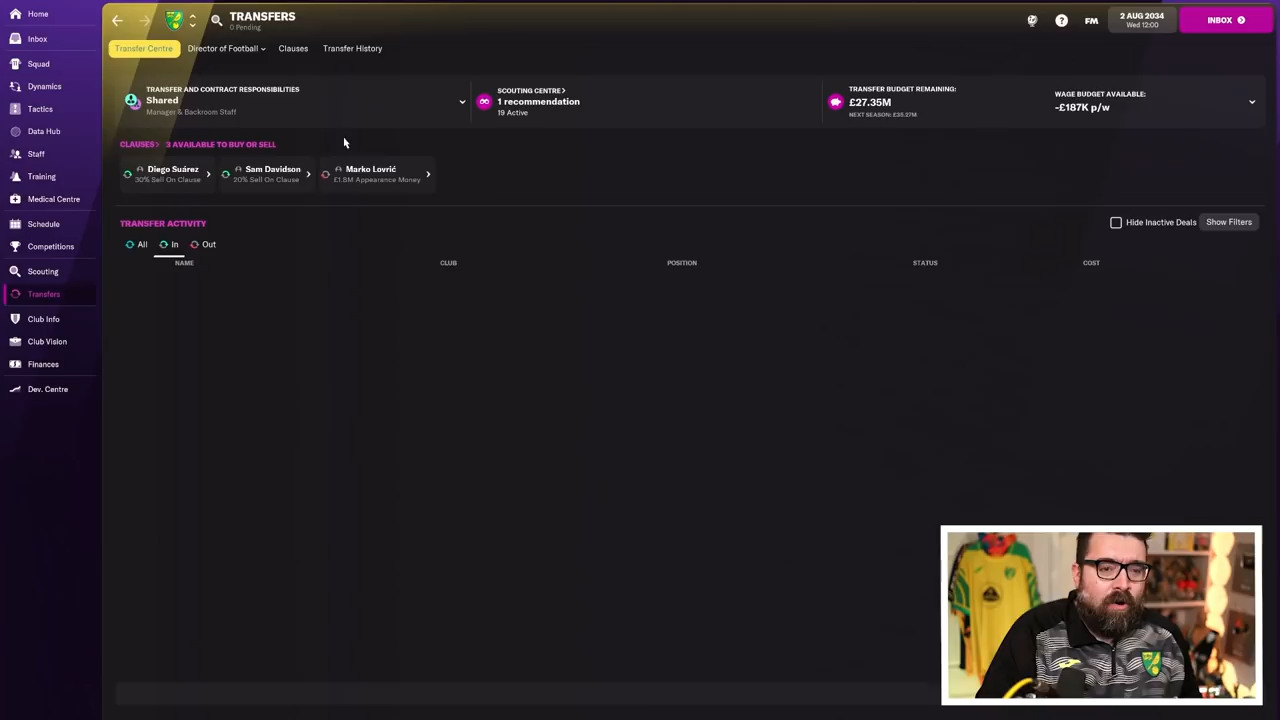 Home
Inbox
Squad
Dynamics
Tactics
Data Hub
Staff
Training
Medical Centre
Schedule
Competitions
Scouting
Transfers
Club Info
Club Vision
Finances
Dev. Centre
TRANSFERS
0 Pending
FM
2 AUG 2034
Wed 12:00
INBOX
Transfer Centre
Director of Football
Clauses
Transfer History
TRANSFER AND CONTRACT RESPONSIBILITIES
Shared
Manager & Backroom Staff
SCOUTING CENTRE>
1 recommendation
19 Active
TRANSFER BUDGET REMAINING:
£27.35M
NEXT SEASON: £35.37M
WAGE BUDGET AVAILABLE:
-£187K p/w
CLAUSES> 3 AVAILABLE TO BUY OR SELL
Diego Suárez
30% Sell On Clause
Sam Davidson
20% Sell On Clause
Marko Lovrić
£1.8M Appearance Money
TRANSFER ACTIVITY
Hide Inactive Deals
Show Filters
All
In
Out
NAME
CLUB
POSITION
STATUS
COST